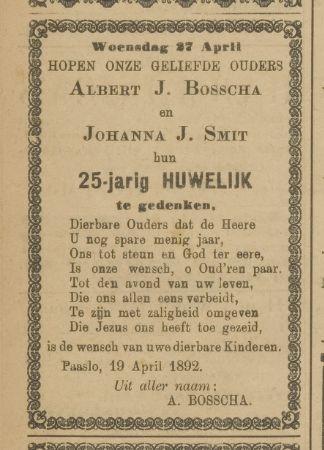 Woensdag 27 April
HOPEN ONZE GELIEFDE OUDERS
ALBERT J. BOSSCHA
en
JOHANNA J. SMIT
hun
25-jarig HUWELIJK
te gedenken.
Dierbare Ouders dat de Heere
U nog spare menig jaar,
Ons tot steun en God ter eere,
Is onze wensch, o Oud'ren paar.
Tot den avond van uw leven,
Die ons allen eens verbeidt,
Te zijn met zaligheid omgeven
Die Jezus ons heeft toe gezeid,
is de wensch van uwe dierbare Kinderen.
Paaslo, 19 April 1892.
Uit aller naam:
A. BOSSCHA.